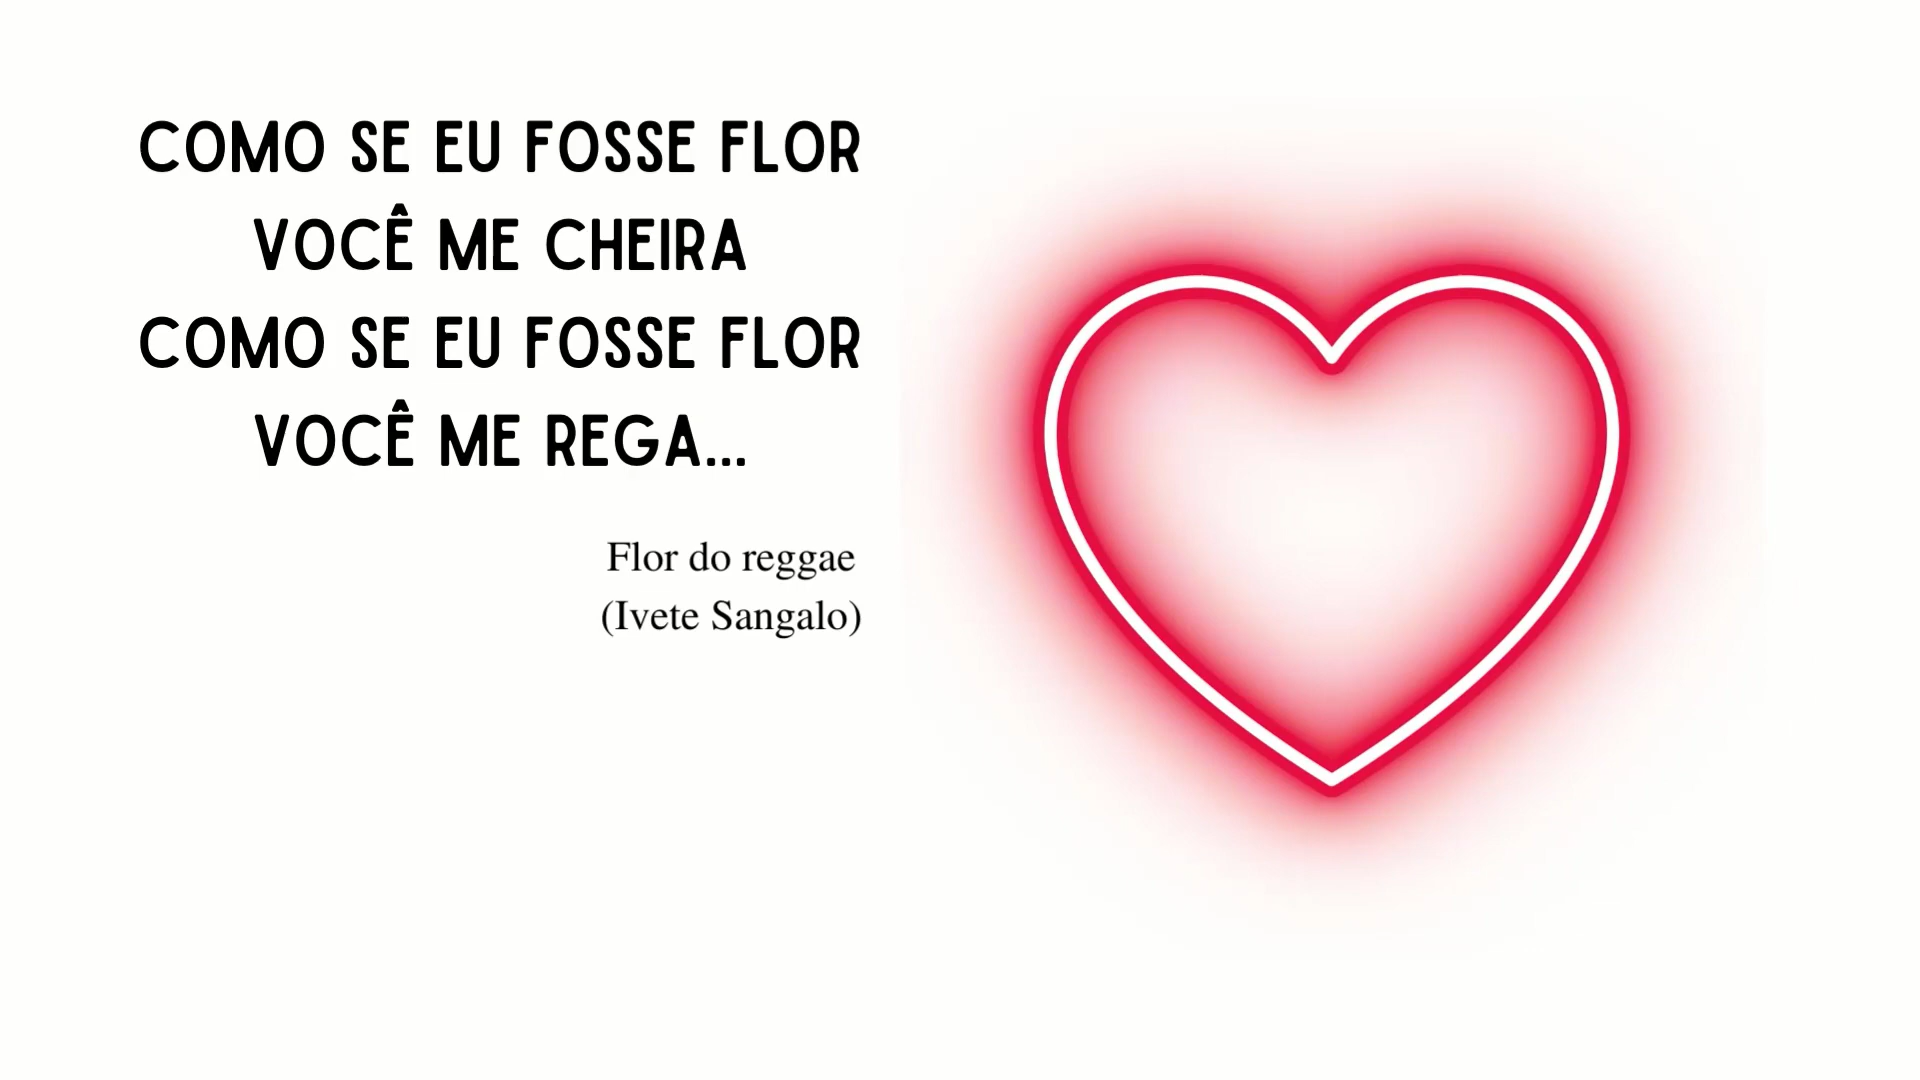 COMO SE EU FOSSE FLOR
VOCÊ ME CHEIRA
COMO SE EU FOSSE FLOR
VOCÊ ME REGA...
Flor do reggae
(Ivete Sangalo)